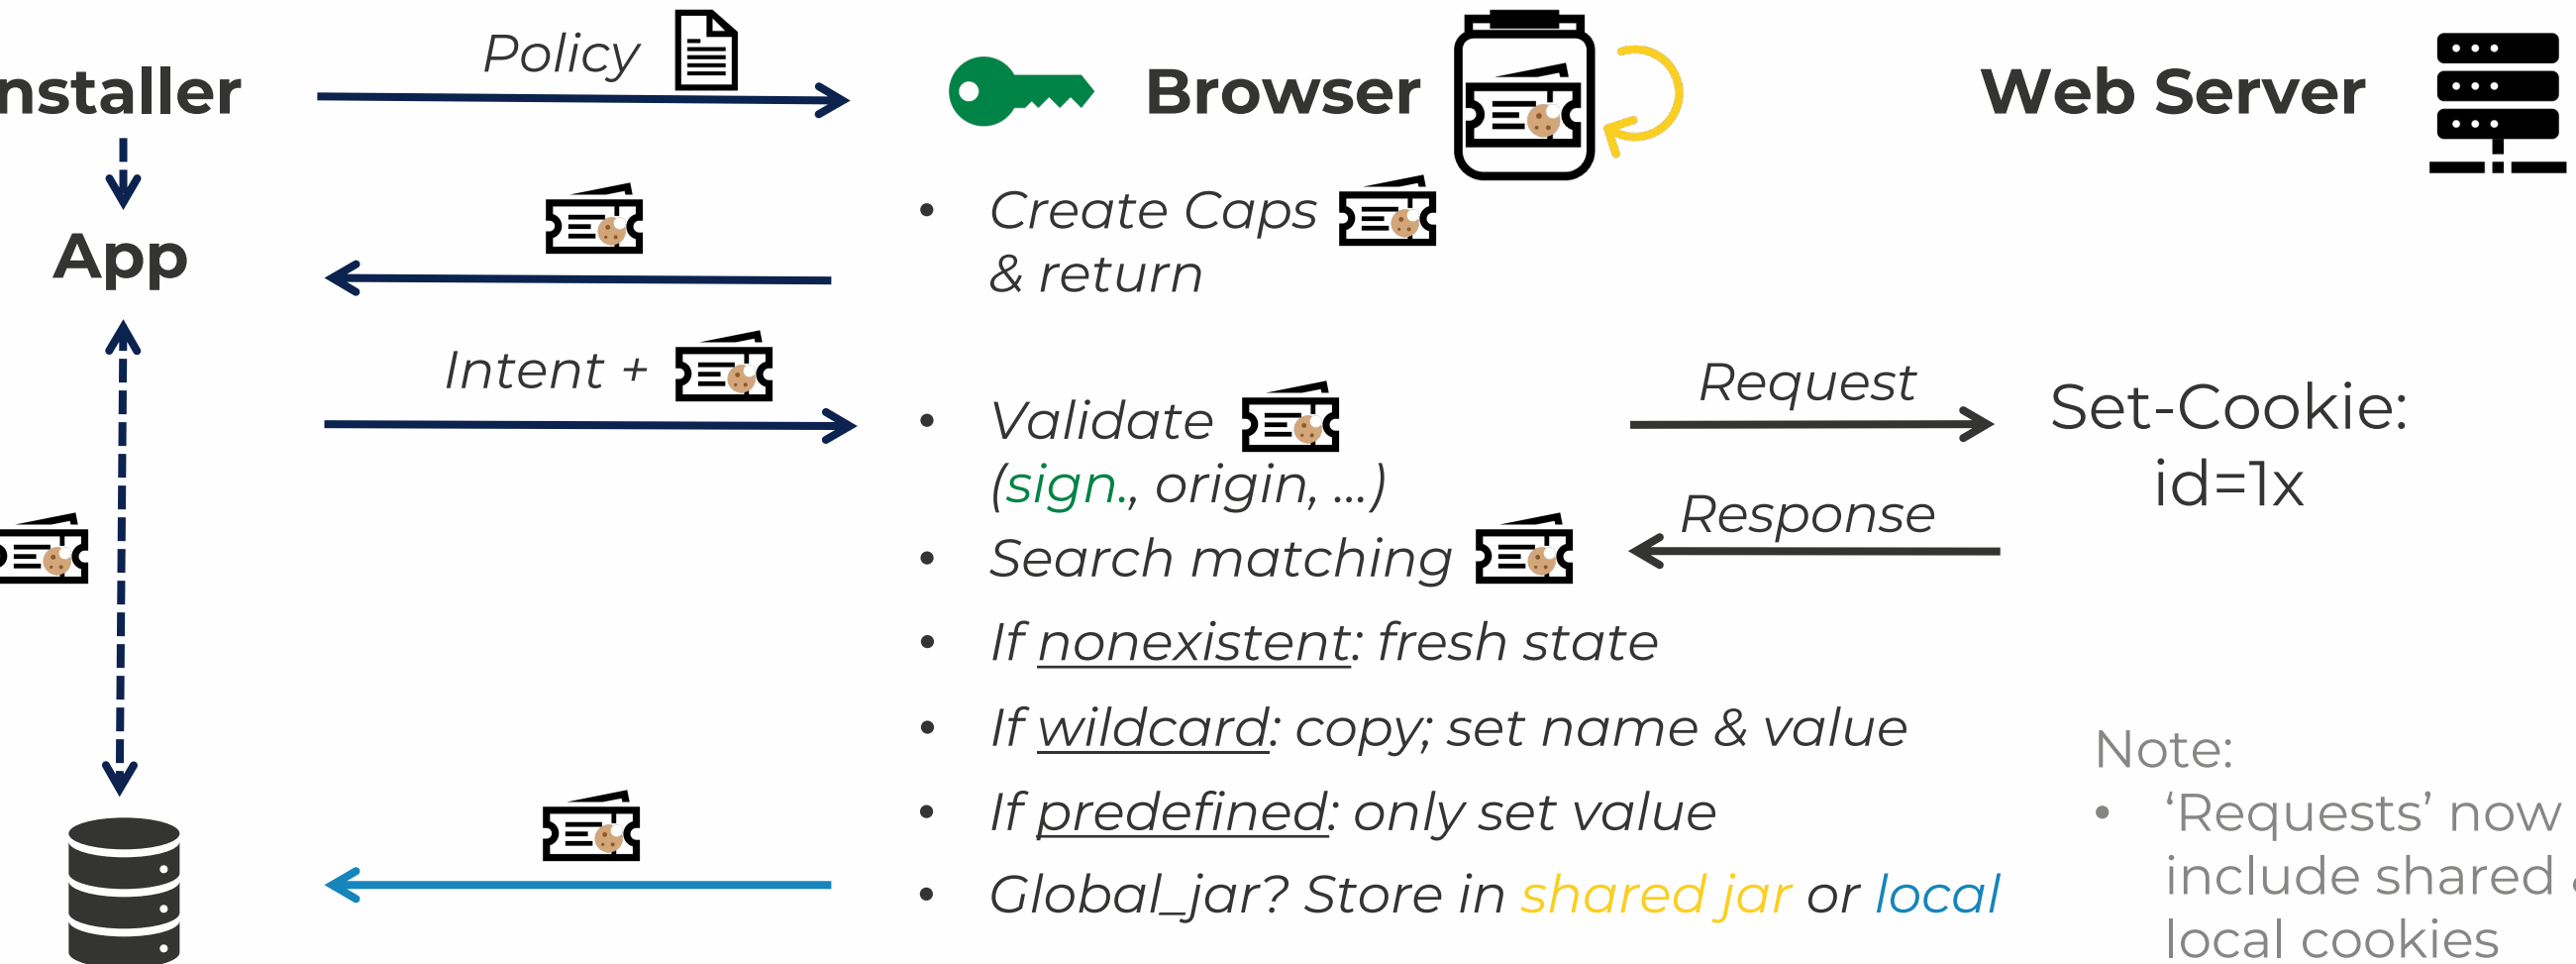 nstaller
Policy
Browser
Web Server
App
• Create Caps
& return
Intent +
• Validate
(sign., origin, ...)
• Search matching
• If nonexistent: fresh state
• If wildcard: copy; set name & value
• If predefined: only set value
• Global_jar? Store in shared jar or local
Request
Response
Set-Cookie:
id=1x
Note:
• ‘Requests’ now
include shared
local cookies